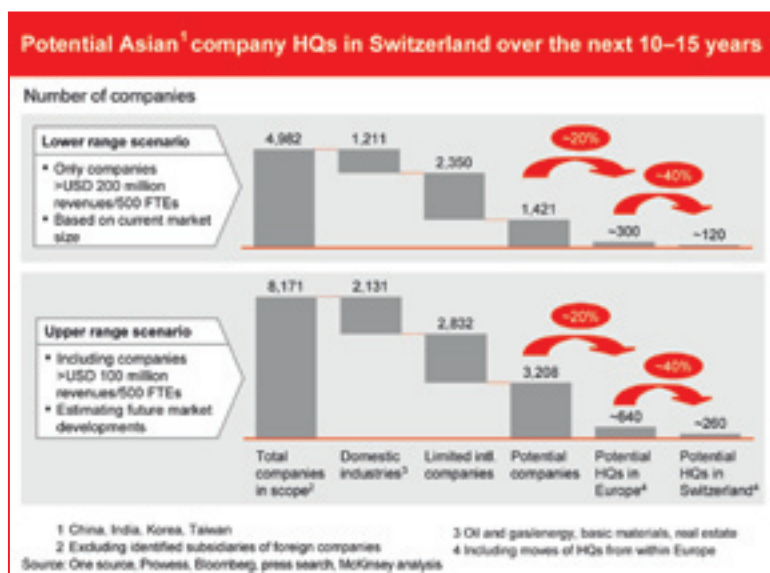 Potential Asian¹ company HQs in Switzerland over the next 10–15 years
Number of companies
Lower range scenario
• Only companies
>USD 200 million
revenues/500 FTEs
• Based on current market
size
4,982
1,211
2,350
1,421
~300
~120
~20%
~40%
Upper range scenario
• Including companies
>USD 100 million
revenues/500 FTEs
• Estimating future market
developments
8,171
2,131
2,832
3,208
~640
~260
~20%
~40%
Total
companies
in scope²
Domestic
industries³
Limited intl.
companies
Potential
companies
Potential
HQs in
Europe⁴
Potential
HQs in
Switzerland⁴
1 China, India, Korea, Taiwan
2 Excluding identified subsidiaries of foreign companies
3 Oil and gas/energy, basic materials, real estate
4 Including moves of HQs from within Europe
Source: One source, Prowess, Bloomberg, press search, McKinsey analysis